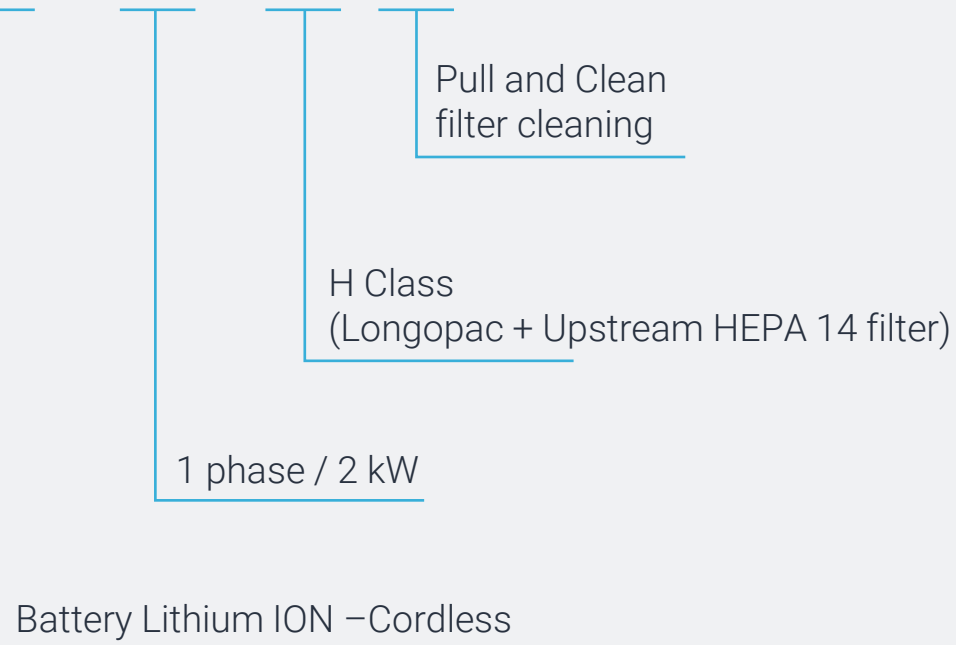 Pull and Clean
filter cleaning
H Class
(Longopac + Upstream HEPA 14 filter)
1 phase / 2 kW
Battery Lithium ION –Cordless